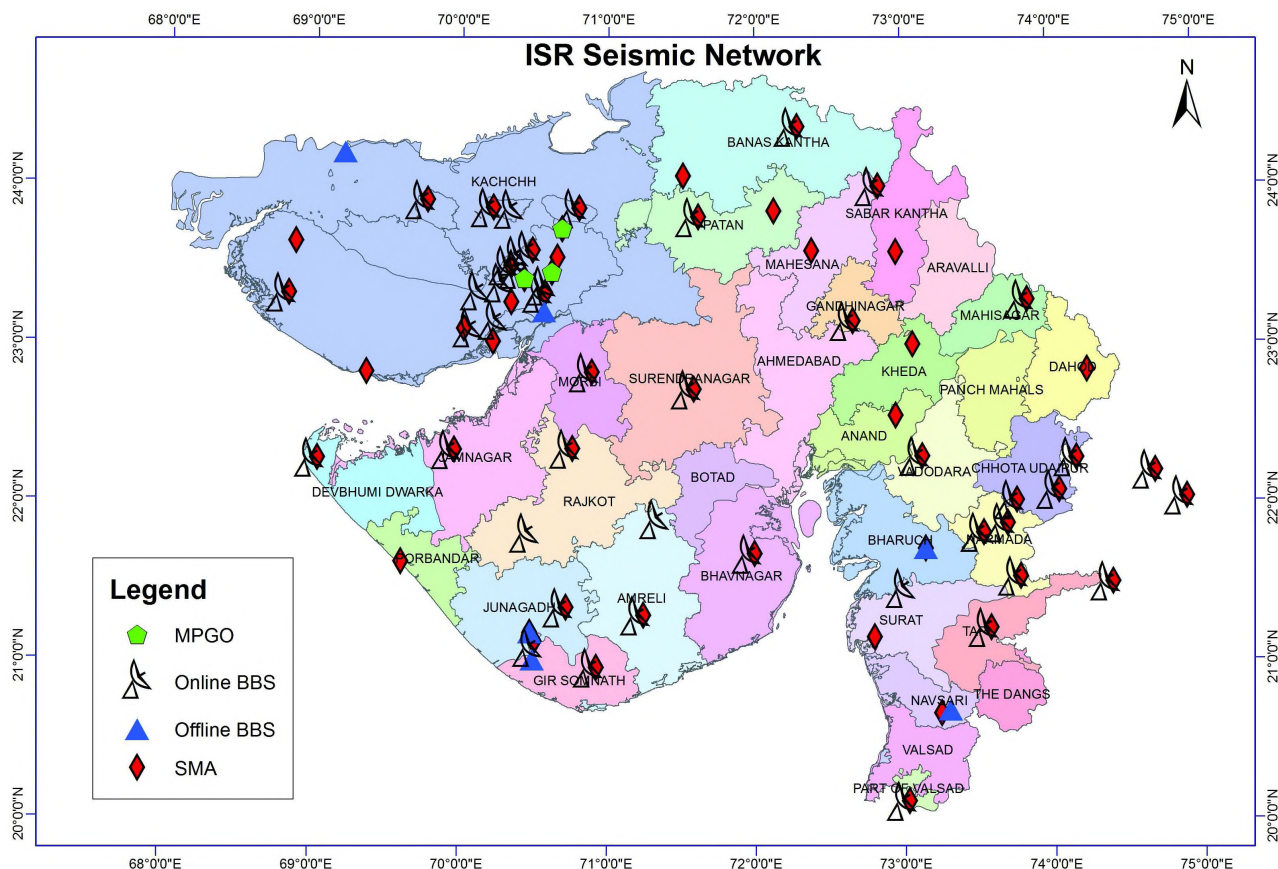 68°0'0"E 69°0'0"E 70°0'0"E 71°0'0"E 72°0'0"E 73°0'0"E 74°0'0"E 75°0'0"E
ISR Seismic Network
N
24°0'0"N
23°0'0"N
22°0'0"N
21°0'0"N
20°0'0"N
24°0'0"N
23°0'0"N
22°0'0"N
21°0'0"N
20°0'0"N
BANAS KANTHA
KACHCHH
SABAR KANTHA
PATAN
MAHESANA
ARAVALLI
GANDHINAGAR
MAHISAGAR
AHMEDABAD
KHEDA
DAHOD
MORBI
SURENDRANAGAR
PANCH MAHALS
ANAND
JAMNAGAR
VADODARA
CHHOTA UDAIPUR
BOTAD
DEVBHUMI DWARKA
RAJKOT
BHARUCH
NARMADA
PORBANDAR
BHAVNAGAR
AMRELI
JUNAGADH
SURAT
TAPI
GIR SOMNATH
THE DANGS
NAVSARI
VALSAD
PART OF VALSAD
Legend
MPGO
Online BBS
Offline BBS
SMA
68°0'0"E 69°0'0"E 70°0'0"E 71°0'0"E 72°0'0"E 73°0'0"E 74°0'0"E 75°0'0"E